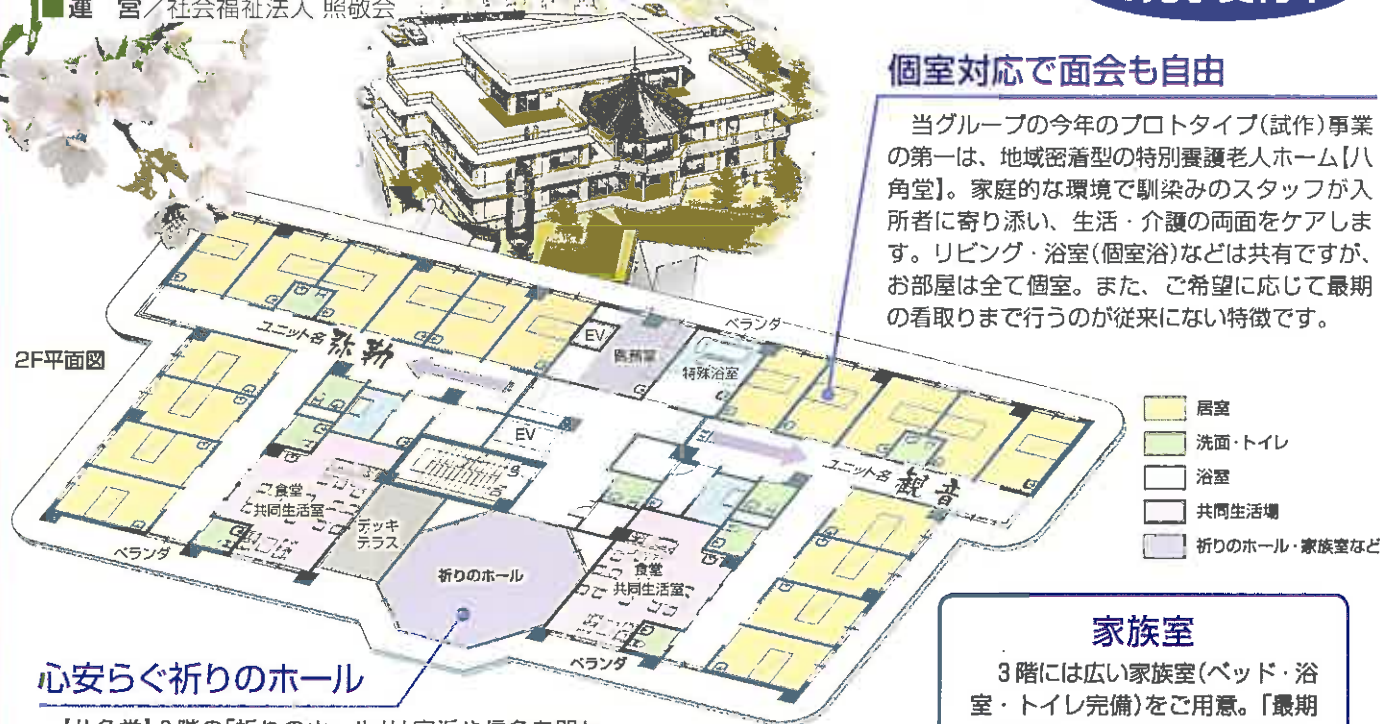 運 営／社会福祉法人 照敬会
個室対応で面会も自由
当グループの今年のプロトタイプ(試作)事業
の第一は、地域密着型の特別養護老人ホーム【八
角堂】。家庭的な環境で馴染みのスタッフが入
所者に寄り添い、生活・介護の両面をケアしま
す。リビング・浴室(個室浴)などは共有ですが、
お部屋は全て個室。また、ご希望に応じて最期
の看取りまで行うのが従来にない特徴です。
2F平面図
ユニット名 弥勒
EV
医務室
特殊浴室
ベランダ
EV
ユニット名 観音
食堂
共同生活室
デッキ
テラス
祈りのホール
食堂
共同生活室
ベランダ
ベランダ
居室
洗面・トイレ
浴室
共同生活場
祈りのホール・家族室など
心安らぐ祈りのホール
家族室
3階には広い家族室(ベッド・浴
室・トイレ完備)をご用意。「最期